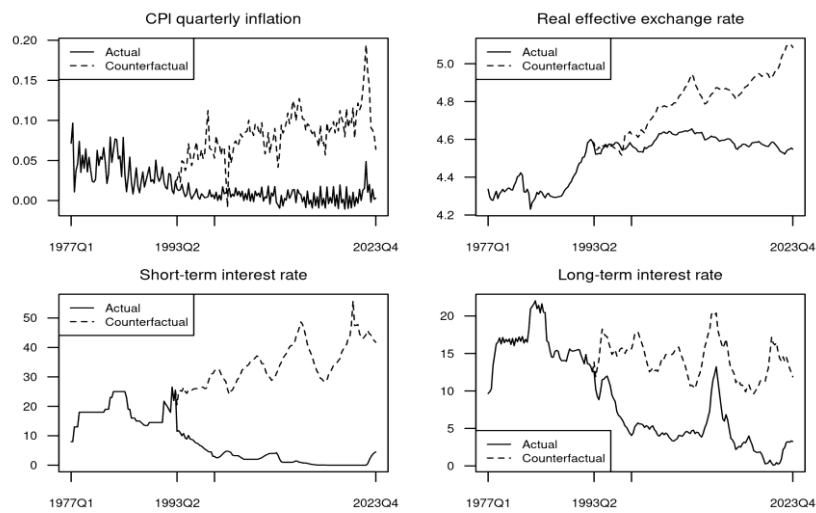 CPI quarterly inflation
Actual
Counterfactual
0.20
0.15
0.10
0.05
0.00
1977Q1 1993Q2 2023Q4
Real effective exchange rate
Actual
Counterfactual
5.0
4.8
4.6
4.4
4.2
1977Q1 1993Q2 2023Q4
Short-term interest rate
Actual
Counterfactual
50
40
30
20
10
0
1977Q1 1993Q2 2023Q4
Long-term interest rate
20
15
10
5
0
Actual
Counterfactual
1977Q1 1993Q2 2023Q4